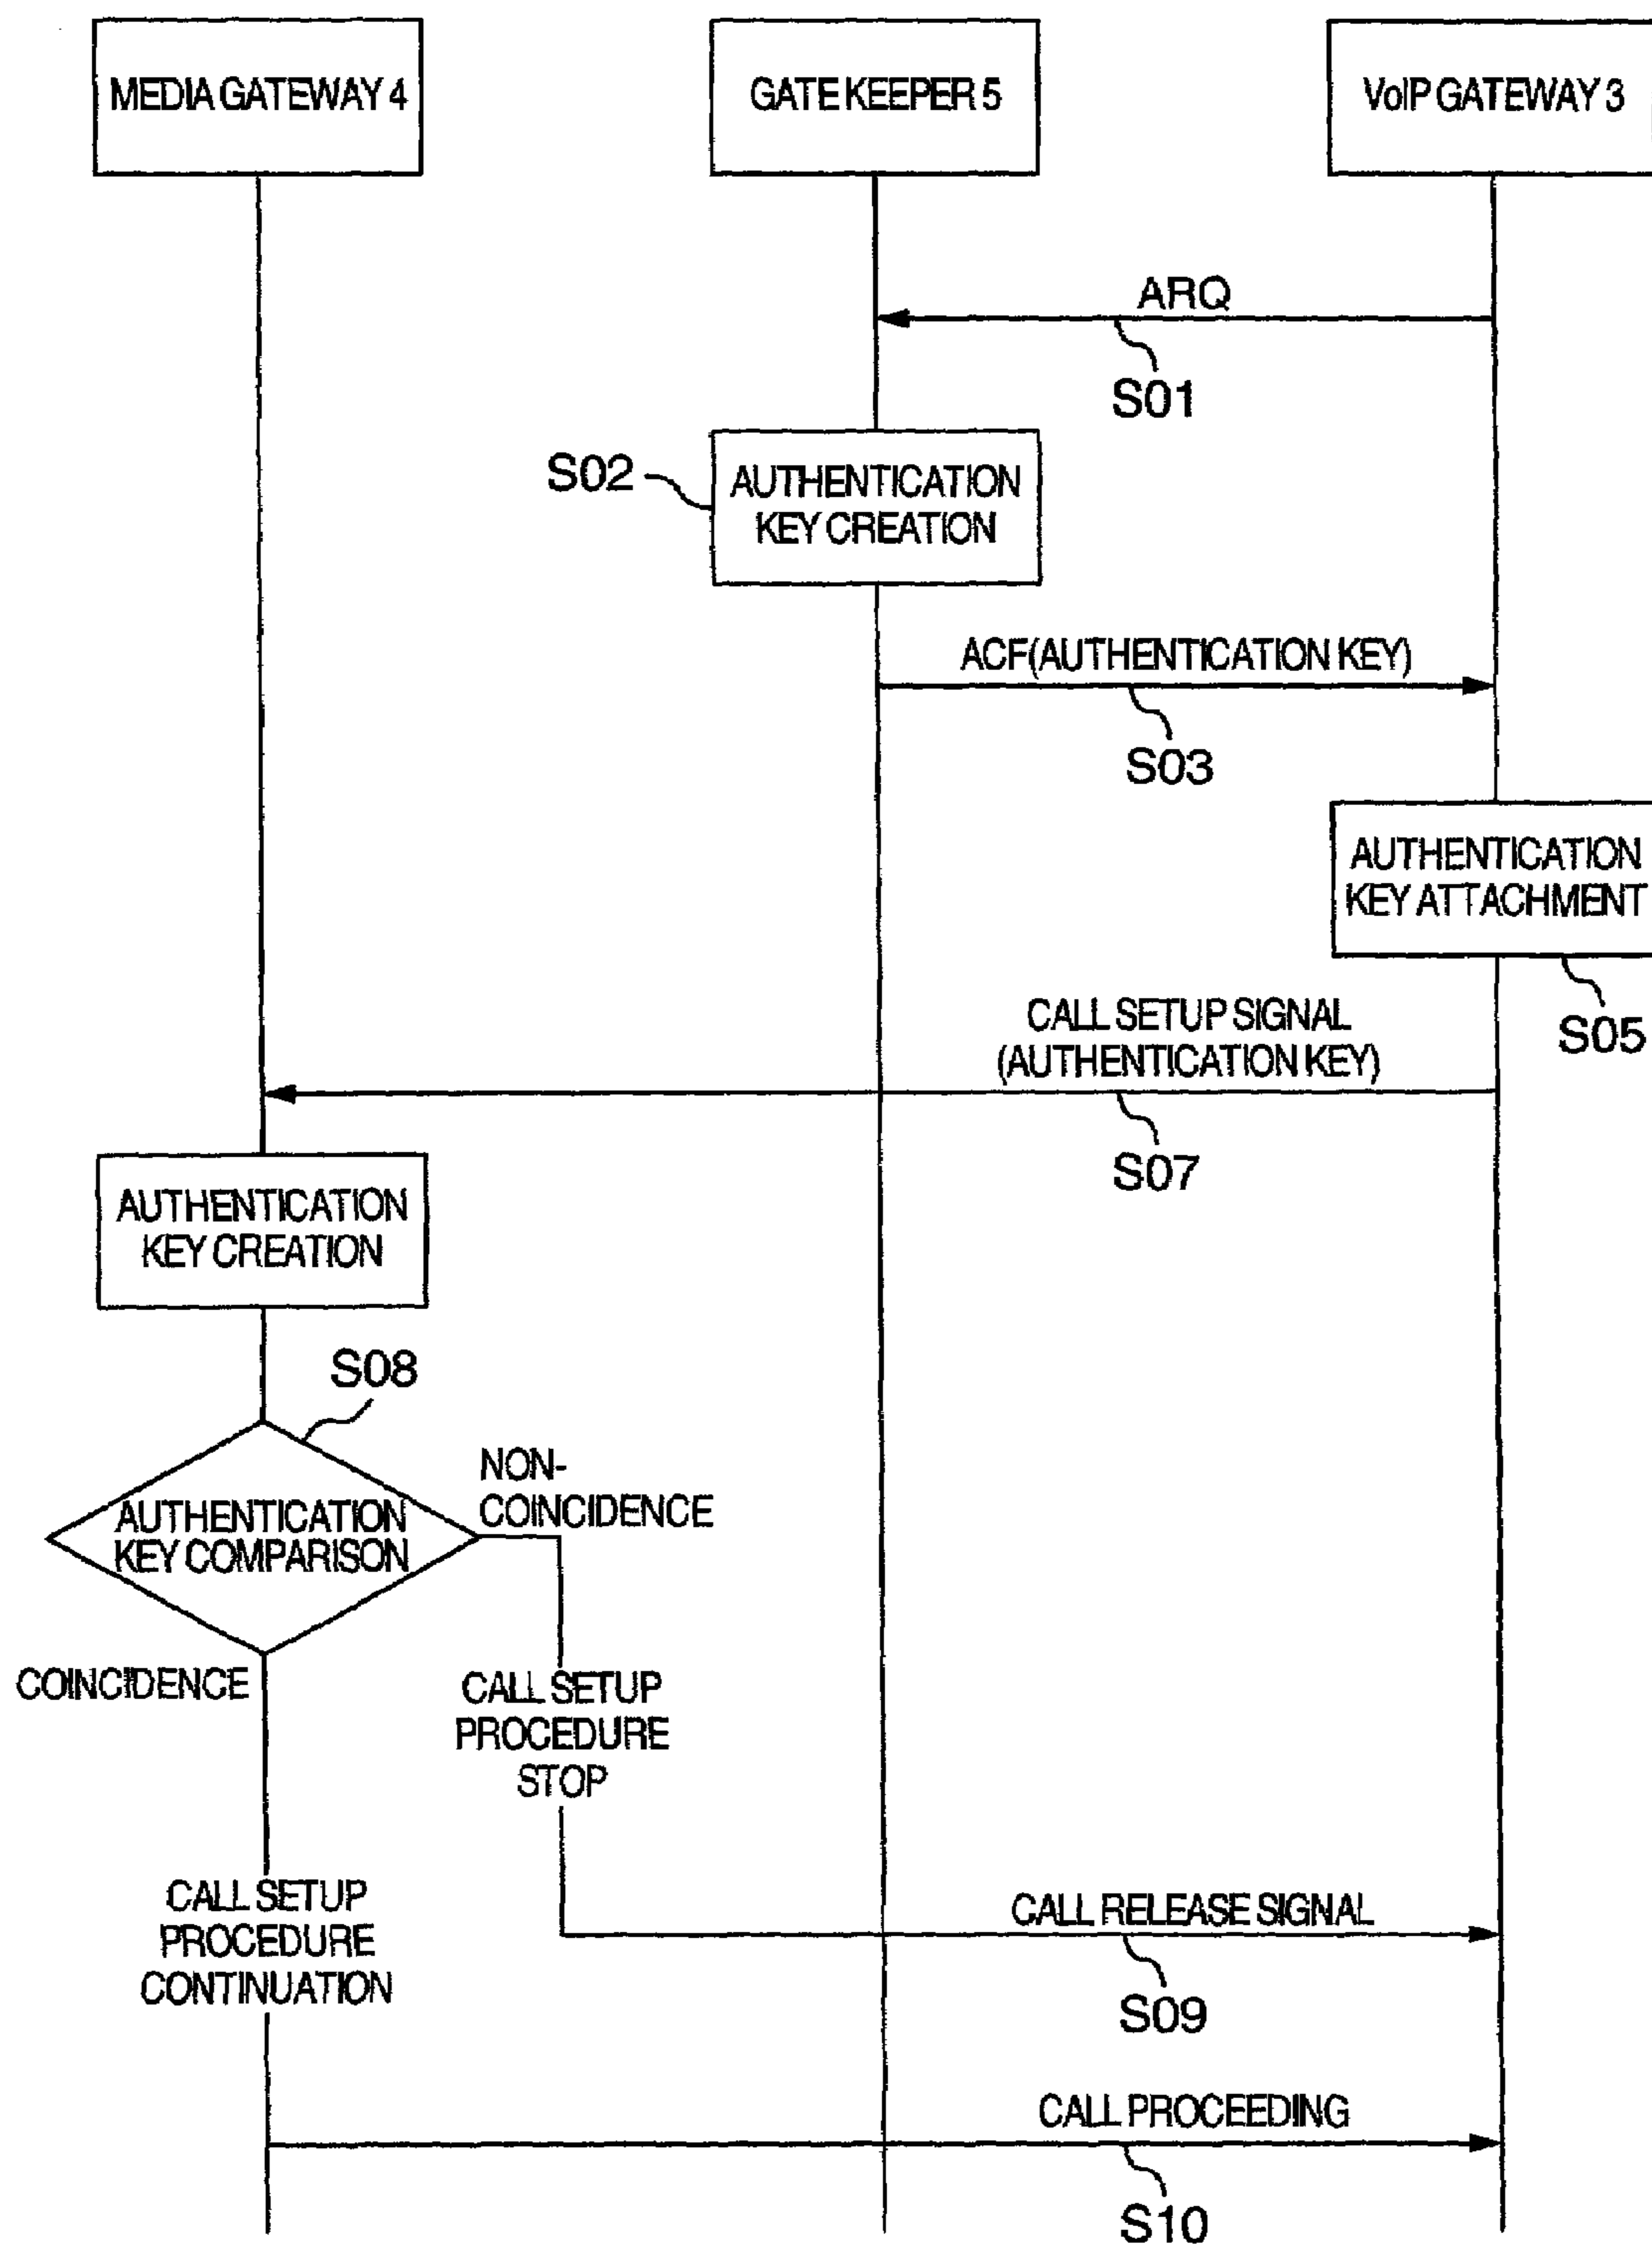 MEDIA GATEWAY 4
GATE KEEPER 5
VoIP GATEWAY 3
ARQ
S01
S02
AUTHENTICATION
KEY CREATION
ACF(AUTHENTICATION KEY)
S03
AUTHENTICATION
KEY ATTACHMENT
S05
CALL SETUP SIGNAL
(AUTHENTICATION KEY)
S07
AUTHENTICATION
KEY CREATION
S08
AUTHENTICATION
KEY COMPARISON
NON-
COINCIDENCE
COINCIDENCE
CALL SETUP
PROCEDURE
STOP
CALL SETUP
PROCEDURE
CONTINUATION
CALL RELEASE SIGNAL
S09
CALL PROCEEDING
S10